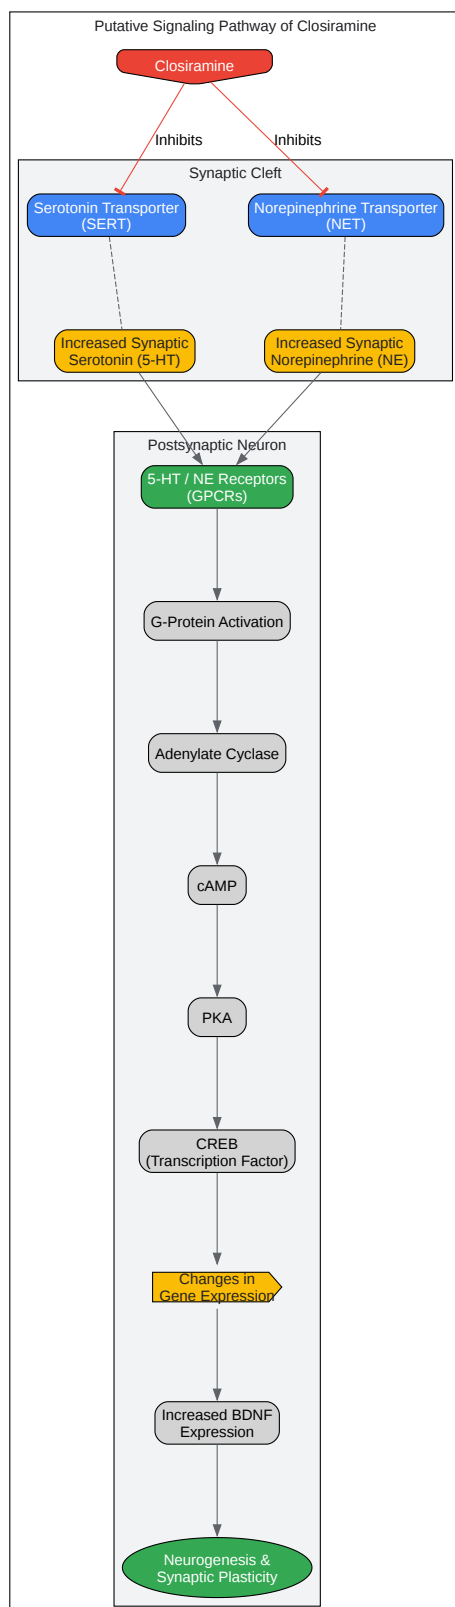 Putative Signaling Pathway of Closiramine
Closiramine
Inhibits
Inhibits
Synaptic Cleft
Serotonin Transporter
(SERT)
Norepinephrine Transporter
(NET)
Increased Synaptic
Serotonin (5-HT)
Increased Synaptic
Norepinephrine (NE)
Postsynaptic Neuron
5-HT / NE Receptors
(GPCRs)
G-Protein Activation
Adenylate Cyclase
cAMP
PKA
CREB
(Transcription Factor)
Changes in
Gene Expression
Increased BDNF
Expression
Neurogenesis &
Synaptic Plasticity